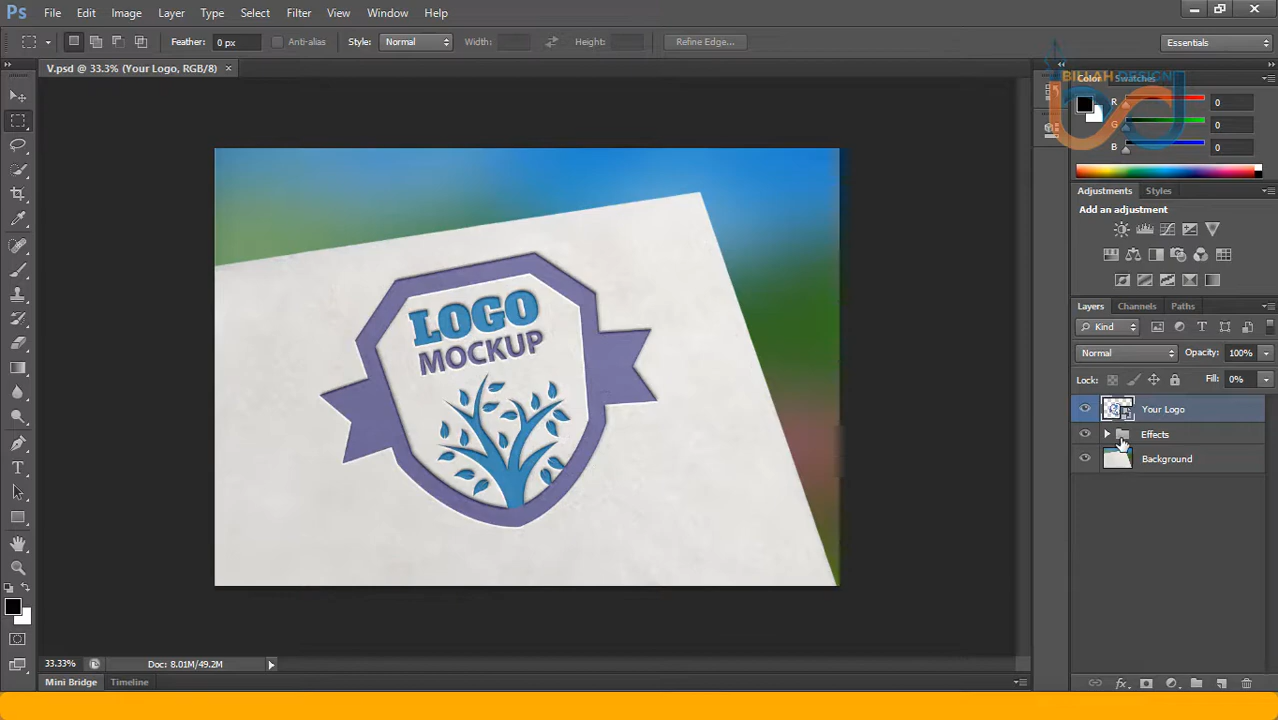 Ps File Edit Image Layer Type Select Filter View Window Help
Feather: 0 px Anti-alias Style: Normal Width: Height: Refine Edge... Essentials
V.psd @ 33.3% (Your Logo, RGB/8) ×
BILLAH DESIGN
Color Swatches
R 0
G 0
B 0
Adjustments Styles
Add an adjustment
LOGO
MOCKUP
Layers Channels Paths
Kind
Normal Opacity: 100%
Lock: Fill: 0%
Your Logo
Effects
Background
33.33% Doc: 8.01M/49.2M
Mini Bridge Timeline